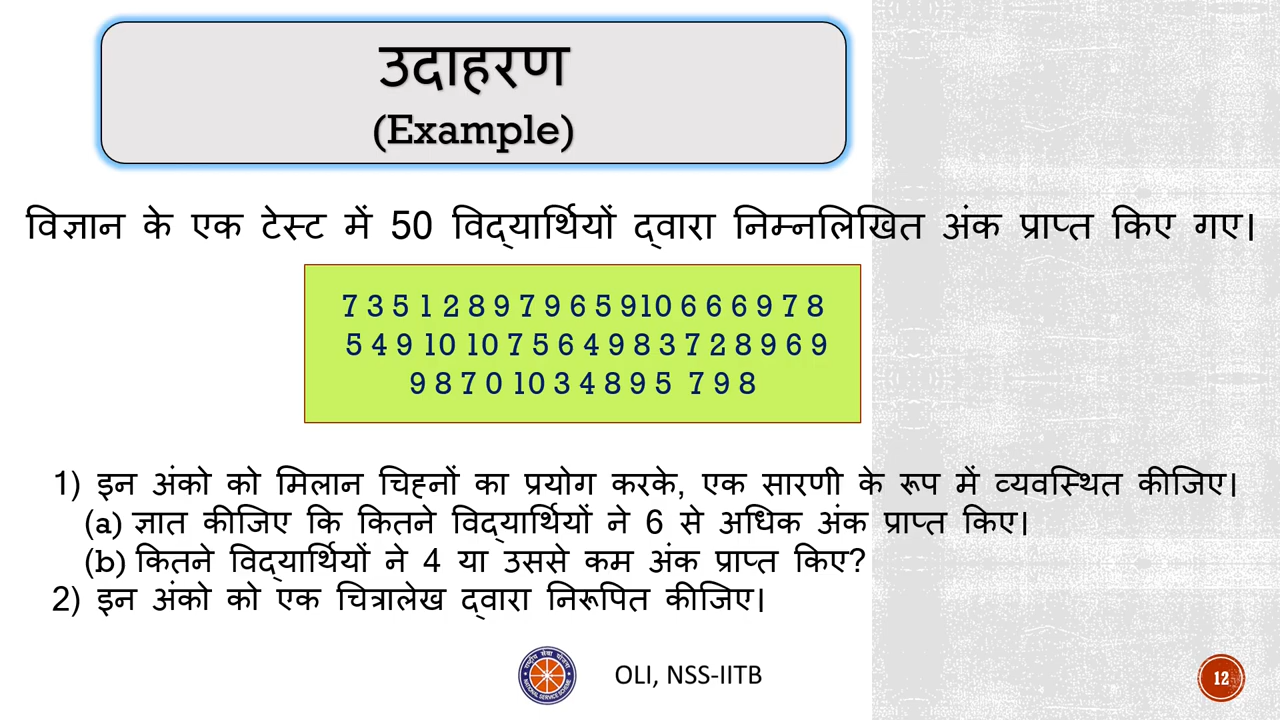 उदाहरण
(Example)
विज्ञान के एक टेस्ट में 50 विद्यार्थियों द्वारा निम्नलिखित अंक प्राप्त किए गए।
7 3 5 1 2 8 9 7 9 6 5 9 10 6 6 6 9 7 8
5 4 9 10 10 7 5 6 4 9 8 3 7 2 8 9 6 9
9 8 7 0 10 3 4 8 9 5 7 9 8
1) इन अंको को मिलान चिह्नों का प्रयोग करके, एक सारणी के रूप में व्यवस्थित कीजिए।
(a) ज्ञात कीजिए कि कितने विद्यार्थियों ने 6 से अधिक अंक प्राप्त किए।
(b) कितने विद्यार्थियों ने 4 या उससे कम अंक प्राप्त किए?
2) इन अंको को एक चित्रालेख द्वारा निरूपित कीजिए।
राष्ट्रीय सेवा योजना
NATIONAL SERVICE SCHEME
OLI, NSS-IITB
12